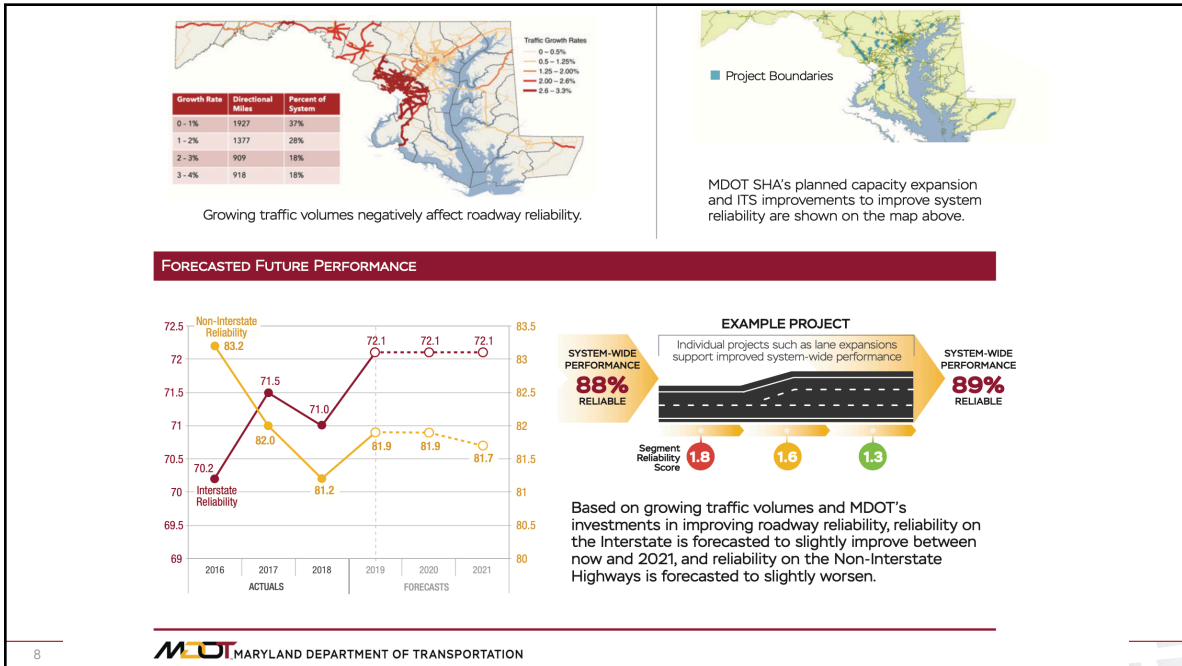 Traffic Growth Rates
0 – 0.5%
0.5 – 1.25%
1.25 – 2.00%
2.00 – 2.6%
2.6 – 3.3%
Growth Rate Directional Miles Percent of System
0 - 1% 1927 37%
1 - 2% 1377 28%
2 - 3% 909 18%
3 - 4% 918 18%
Growing traffic volumes negatively affect roadway reliability.
Project Boundaries
MDOT SHA's planned capacity expansion
and ITS improvements to improve system
reliability are shown on the map above.
FORECASTED FUTURE PERFORMANCE
72.5
72
71.5
71
70.5
70
69.5
69
Non-Interstate
Reliability
83.2
82.0
81.2
81.9
81.9
81.7
70.2
71.5
71.0
72.1
72.1
72.1
Interstate
Reliability
83.5
83
82.5
82
81.5
81
80.5
80
2016 2017 2018 2019 2020 2021
ACTUALS FORECASTS
EXAMPLE PROJECT
Individual projects such as lane expansions
support improved system-wide performance
SYSTEM-WIDE
PERFORMANCE
88%
RELIABLE
SYSTEM-WIDE
PERFORMANCE
89%
RELIABLE
Segment
Reliability
Score
1.8 1.6 1.3
Based on growing traffic volumes and MDOT's
investments in improving roadway reliability, reliability on
the Interstate is forecasted to slightly improve between
now and 2021, and reliability on the Non-Interstate
Highways is forecasted to slightly worsen.
8
MDOT MARYLAND DEPARTMENT OF TRANSPORTATION